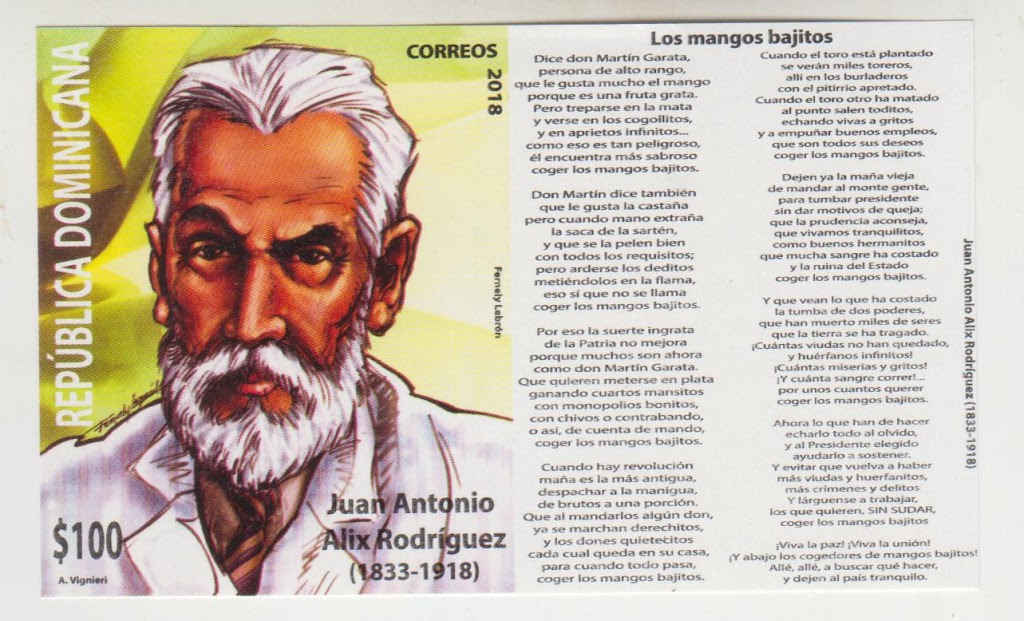 REPÚBLICA DOMINICANA
CORREOS
2018
Fernely Lebrón
$100
A. Vignieri
Juan Antonio
Alix Rodríguez
(1833-1918)
Los mangos bajitos
Dice don Martín Garata,
persona de alto rango,
que le gusta mucho el mango
porque es una fruta grata.
Pero treparse en la mata
y verse en los cogollitos,
y en aprietos infinitos...
como eso es tan peligroso,
él encuentra más sabroso
coger los mangos bajitos.
Don Martín dice también
que le gusta la castaña
pero cuando mano extraña
la saca de la sartén,
y que se la pelen bien
con todos los requisitos;
pero arderse los deditos
metiéndolos en la flama,
eso sí que no se llama
coger los mangos bajitos.
Por eso la suerte ingrata
de la Patria no mejora
porque muchos son ahora
como don Martín Garata.
Que quieren meterse en plata
ganando cuartos mansitos
con monopolios bonitos,
con chivos o contrabando,
o así, de cuenta de mando,
coger los mangos bajitos.
Cuando hay revolución
maña es la más antigua,
despachar a la manigua,
de brutos a una porción.
Que al mandarlos algún don,
ya se marchan derechitos,
y los dones quietecitos
cada cual queda en su casa,
para cuando todo pasa,
coger los mangos bajitos.
Cuando el toro está plantado
se verán miles toreros,
allí en los burladeros
con el pitirrio apretado.
Cuando el toro otro ha matado
al punto salen toditos,
echando vivas a gritos
y a empuñar buenos empleos,
que son todos sus deseos
coger los mangos bajitos.
Dejen ya la maña vieja
de mandar al monte gente,
para tumbar presidente
sin dar motivos de queja;
que la prudencia aconseja,
que vivamos tranquilitos,
como buenos hermanitos
que mucha sangre ha costado
y la ruina del Estado
coger los mangos bajitos.
Y que vean lo que ha costado
la tumba de dos poderes,
que han muerto miles de seres
que la tierra se ha tragado.
¡Cuántas viudas no han quedado,
y huérfanos infinitos!
¡Cuántas miserias y gritos!
¡Y cuánta sangre correr!...
por unos cuantos querer
coger los mangos bajitos.
Ahora lo que han de hacer
echarlo todo al olvido,
y al Presidente elegido
ayudarlo a sostener.
Y evitar que vuelva a haber
más viudas y huerfanitos,
más crímenes y delitos
Y lárguense a trabajar,
los que quieren, SIN SUDAR,
coger los mangos bajitos
¡Viva la paz! ¡Viva la unión!
¡Y abajo los cogedores de mangos bajitos!
Allé, allé, a buscar qué hacer,
y dejen al país tranquilo.
Juan Antonio Alix Rodríguez (1833-1918)